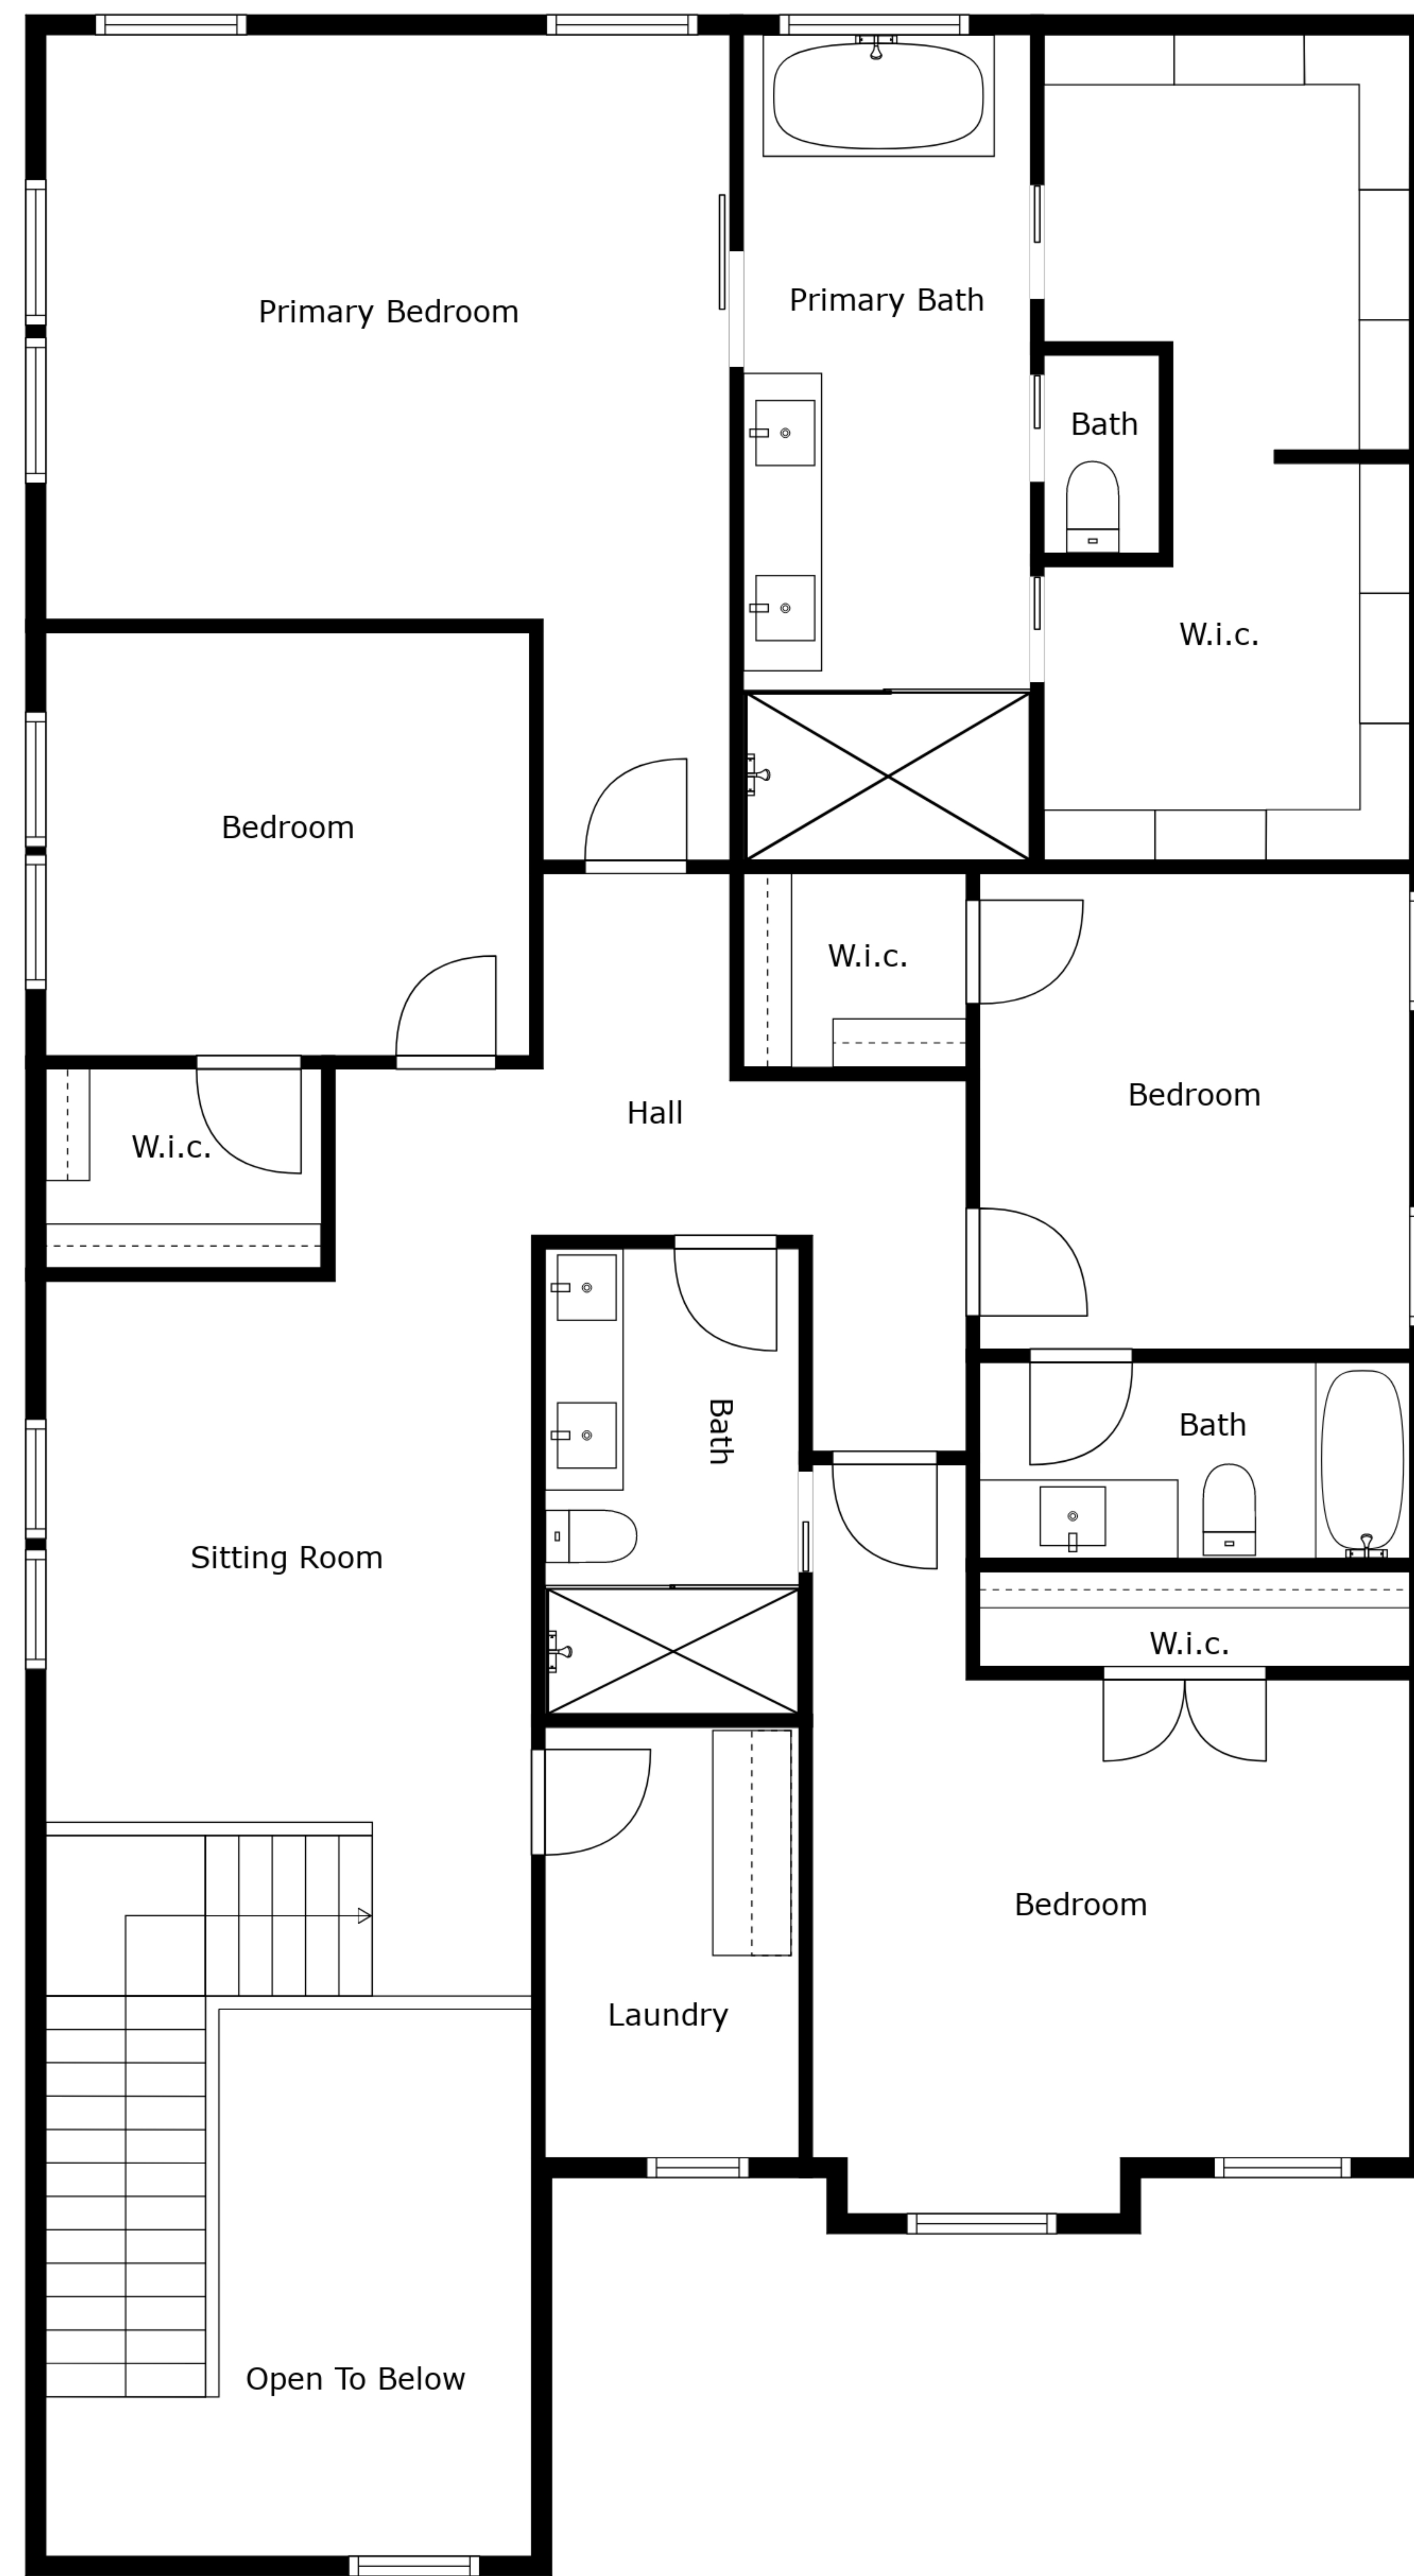 Primary Bedroom
Primary Bath
Bath
W.i.c.
Bedroom
W.i.c.
Bedroom
Hall
W.i.c.
Bath
Bath
Sitting Room
W.i.c.
Bedroom
Laundry
Open To Below